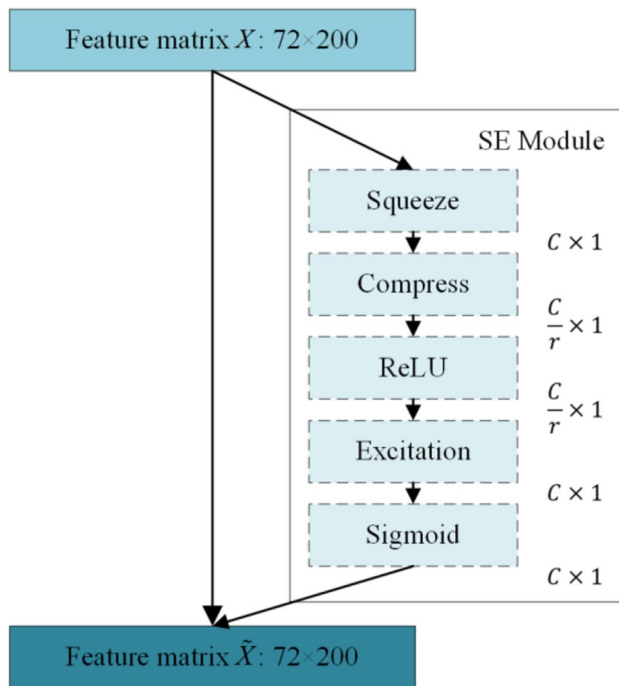 Feature matrix X: 72×200
SE Module
Squeeze
C × 1
Compress
C/r × 1
ReLU
C/r × 1
Excitation
C × 1
Sigmoid
C × 1
Feature matrix X̃: 72×200